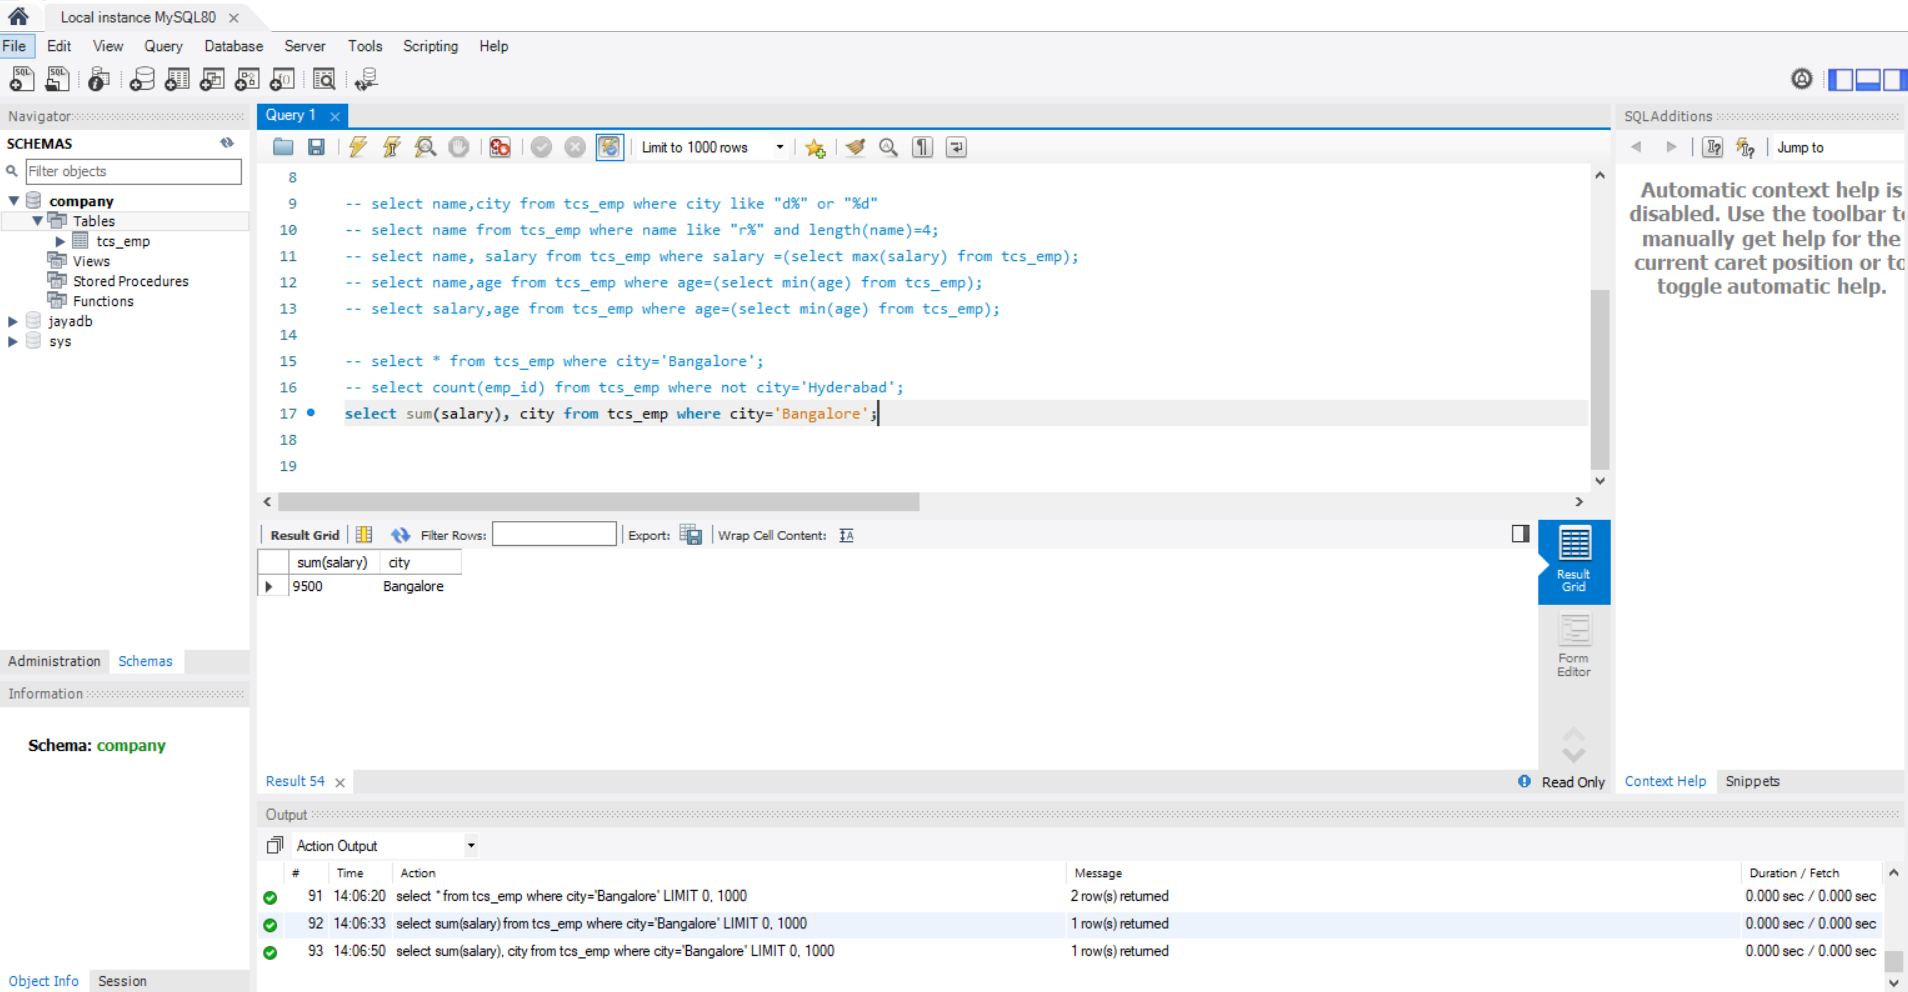 Local instance MySQL80 ×
File Edit View Query Database Server Tools Scripting Help
Navigator
SCHEMAS
Filter objects
company
Tables
tcs_emp
Views
Stored Procedures
Functions
jayadb
sys
Administration Schemas
Information
Schema: company
Object Info Session
Query 1 ×
Limit to 1000 rows
8
9 -- select name,city from tcs_emp where city like "d%" or "%d"
10 -- select name from tcs_emp where name like "r%" and length(name)=4;
11 -- select name, salary from tcs_emp where salary =(select max(salary) from tcs_emp);
12 -- select name,age from tcs_emp where age=(select min(age) from tcs_emp);
13 -- select salary,age from tcs_emp where age=(select min(age) from tcs_emp);
14
15 -- select * from tcs_emp where city='Bangalore';
16 -- select count(emp_id) from tcs_emp where not city='Hyderabad';
17 select sum(salary), city from tcs_emp where city='Bangalore';
18
19
Result Grid Filter Rows: Export: Wrap Cell Content:
sum(salary) city
9500 Bangalore
Result Grid
Form Editor
Result 54 × Read Only
SQLAdditions
Jump to
Automatic context help is
disabled. Use the toolbar to
manually get help for the
current caret position or to
toggle automatic help.
Context Help Snippets
Output
Action Output
# Time Action Message Duration / Fetch
91 14:06:20 select * from tcs_emp where city='Bangalore' LIMIT 0, 1000 2 row(s) returned 0.000 sec / 0.000 sec
92 14:06:33 select sum(salary) from tcs_emp where city='Bangalore' LIMIT 0, 1000 1 row(s) returned 0.000 sec / 0.000 sec
93 14:06:50 select sum(salary), city from tcs_emp where city='Bangalore' LIMIT 0, 1000 1 row(s) returned 0.000 sec / 0.000 sec